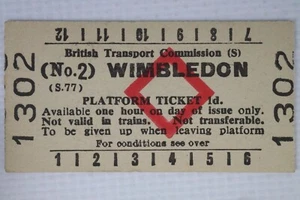 7 8 9 10 11 12
British Transport Commission (S)
(No.2) WIMBLEDON
(S.77)
PLATFORM TICKET 1d.
Available one hour on day of issue only.
Not valid in trains. Not transferable.
To be given up when leaving platform
For conditions see over
1 2 3 4 5 6
1302
1302